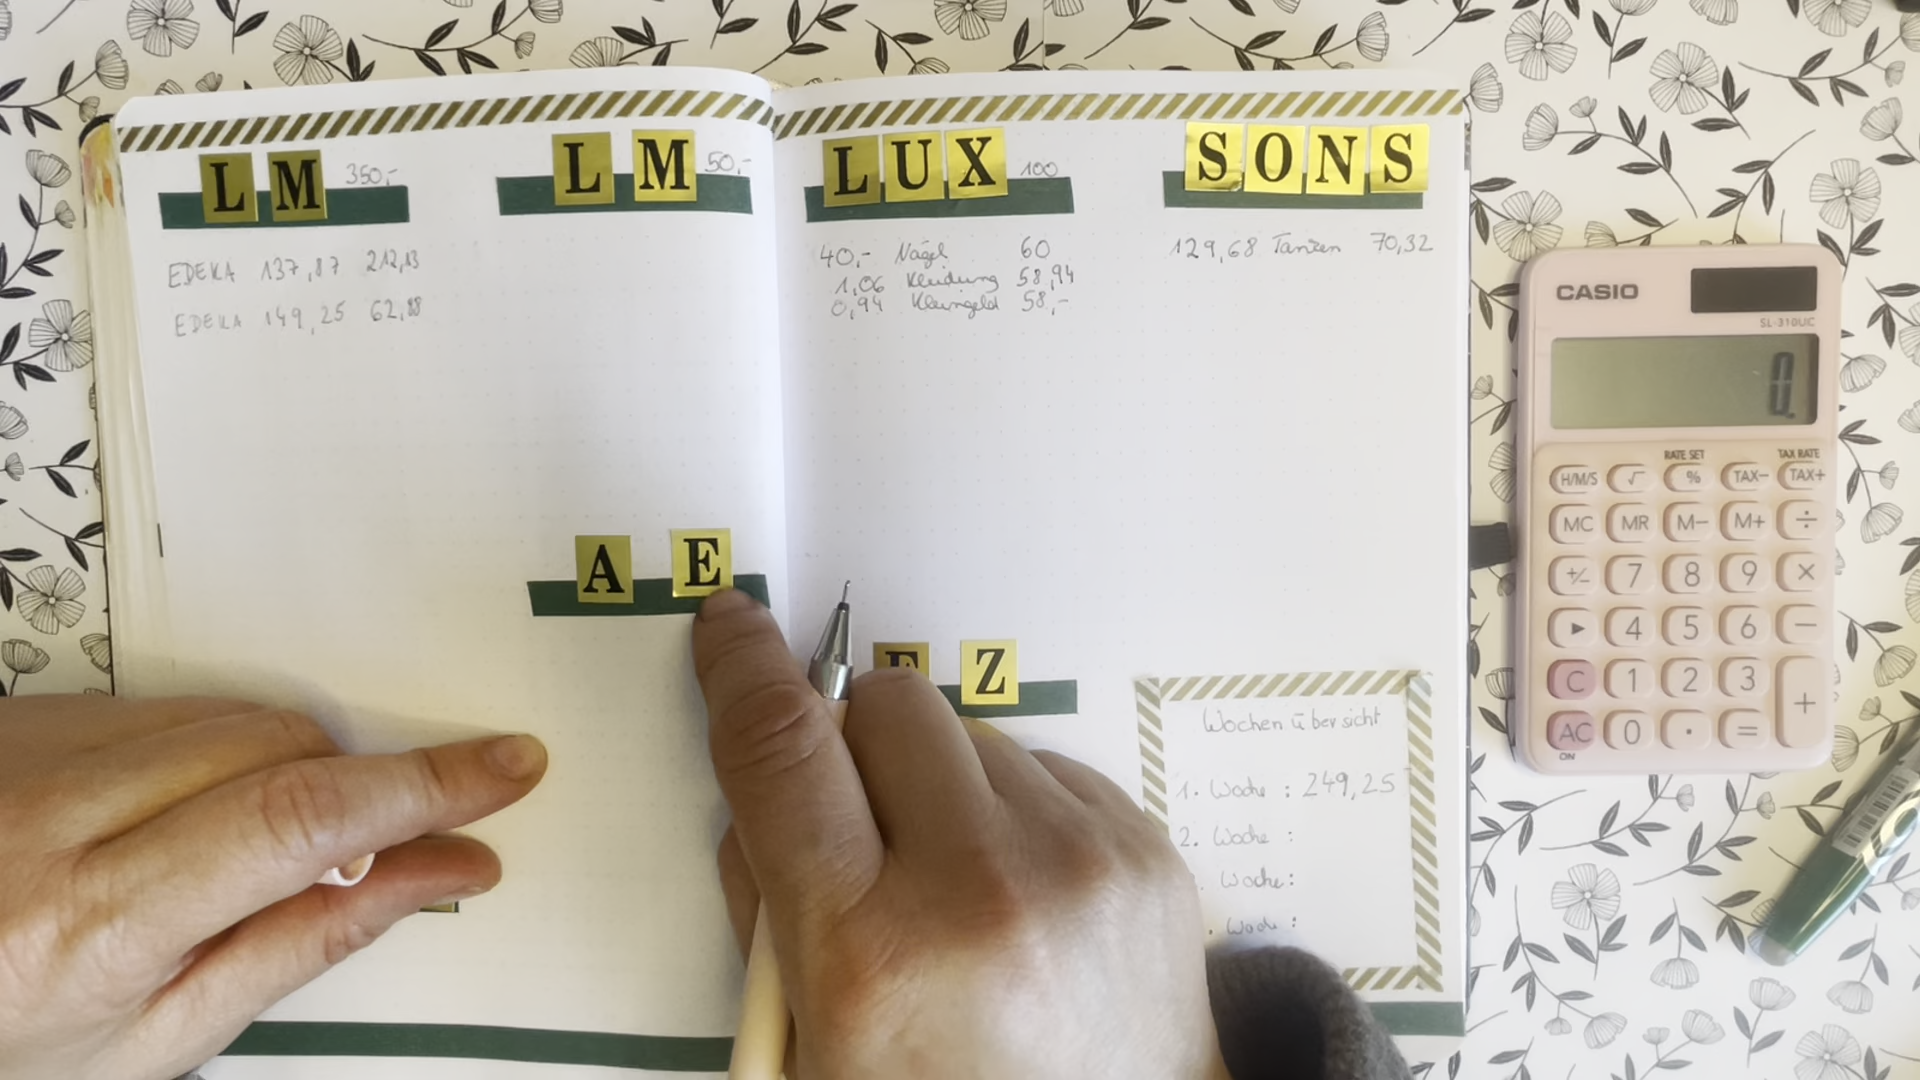 LM 350,-
EDEKA 137,87 212,13
EDEKA 149,25 62,88
LM 50,-
A E
LUX 100
40,- Nägel 60
1,06 Kleidung 58,94
0,94 Kleingeld 58,-
SONS
129,68 Tanken 70,32
Z
Wochenübersicht
1. Woche : 249,25
2. Woche :
. Woche :
. Woche :
CASIO
SL-310UC
0.
RATE SET TAX RATE
H/M/S √ % TAX− TAX+
MC MR M− M+ ÷
+/− 7 8 9 ×
▶ 4 5 6 −
C 1 2 3
AC 0 · = +
ON